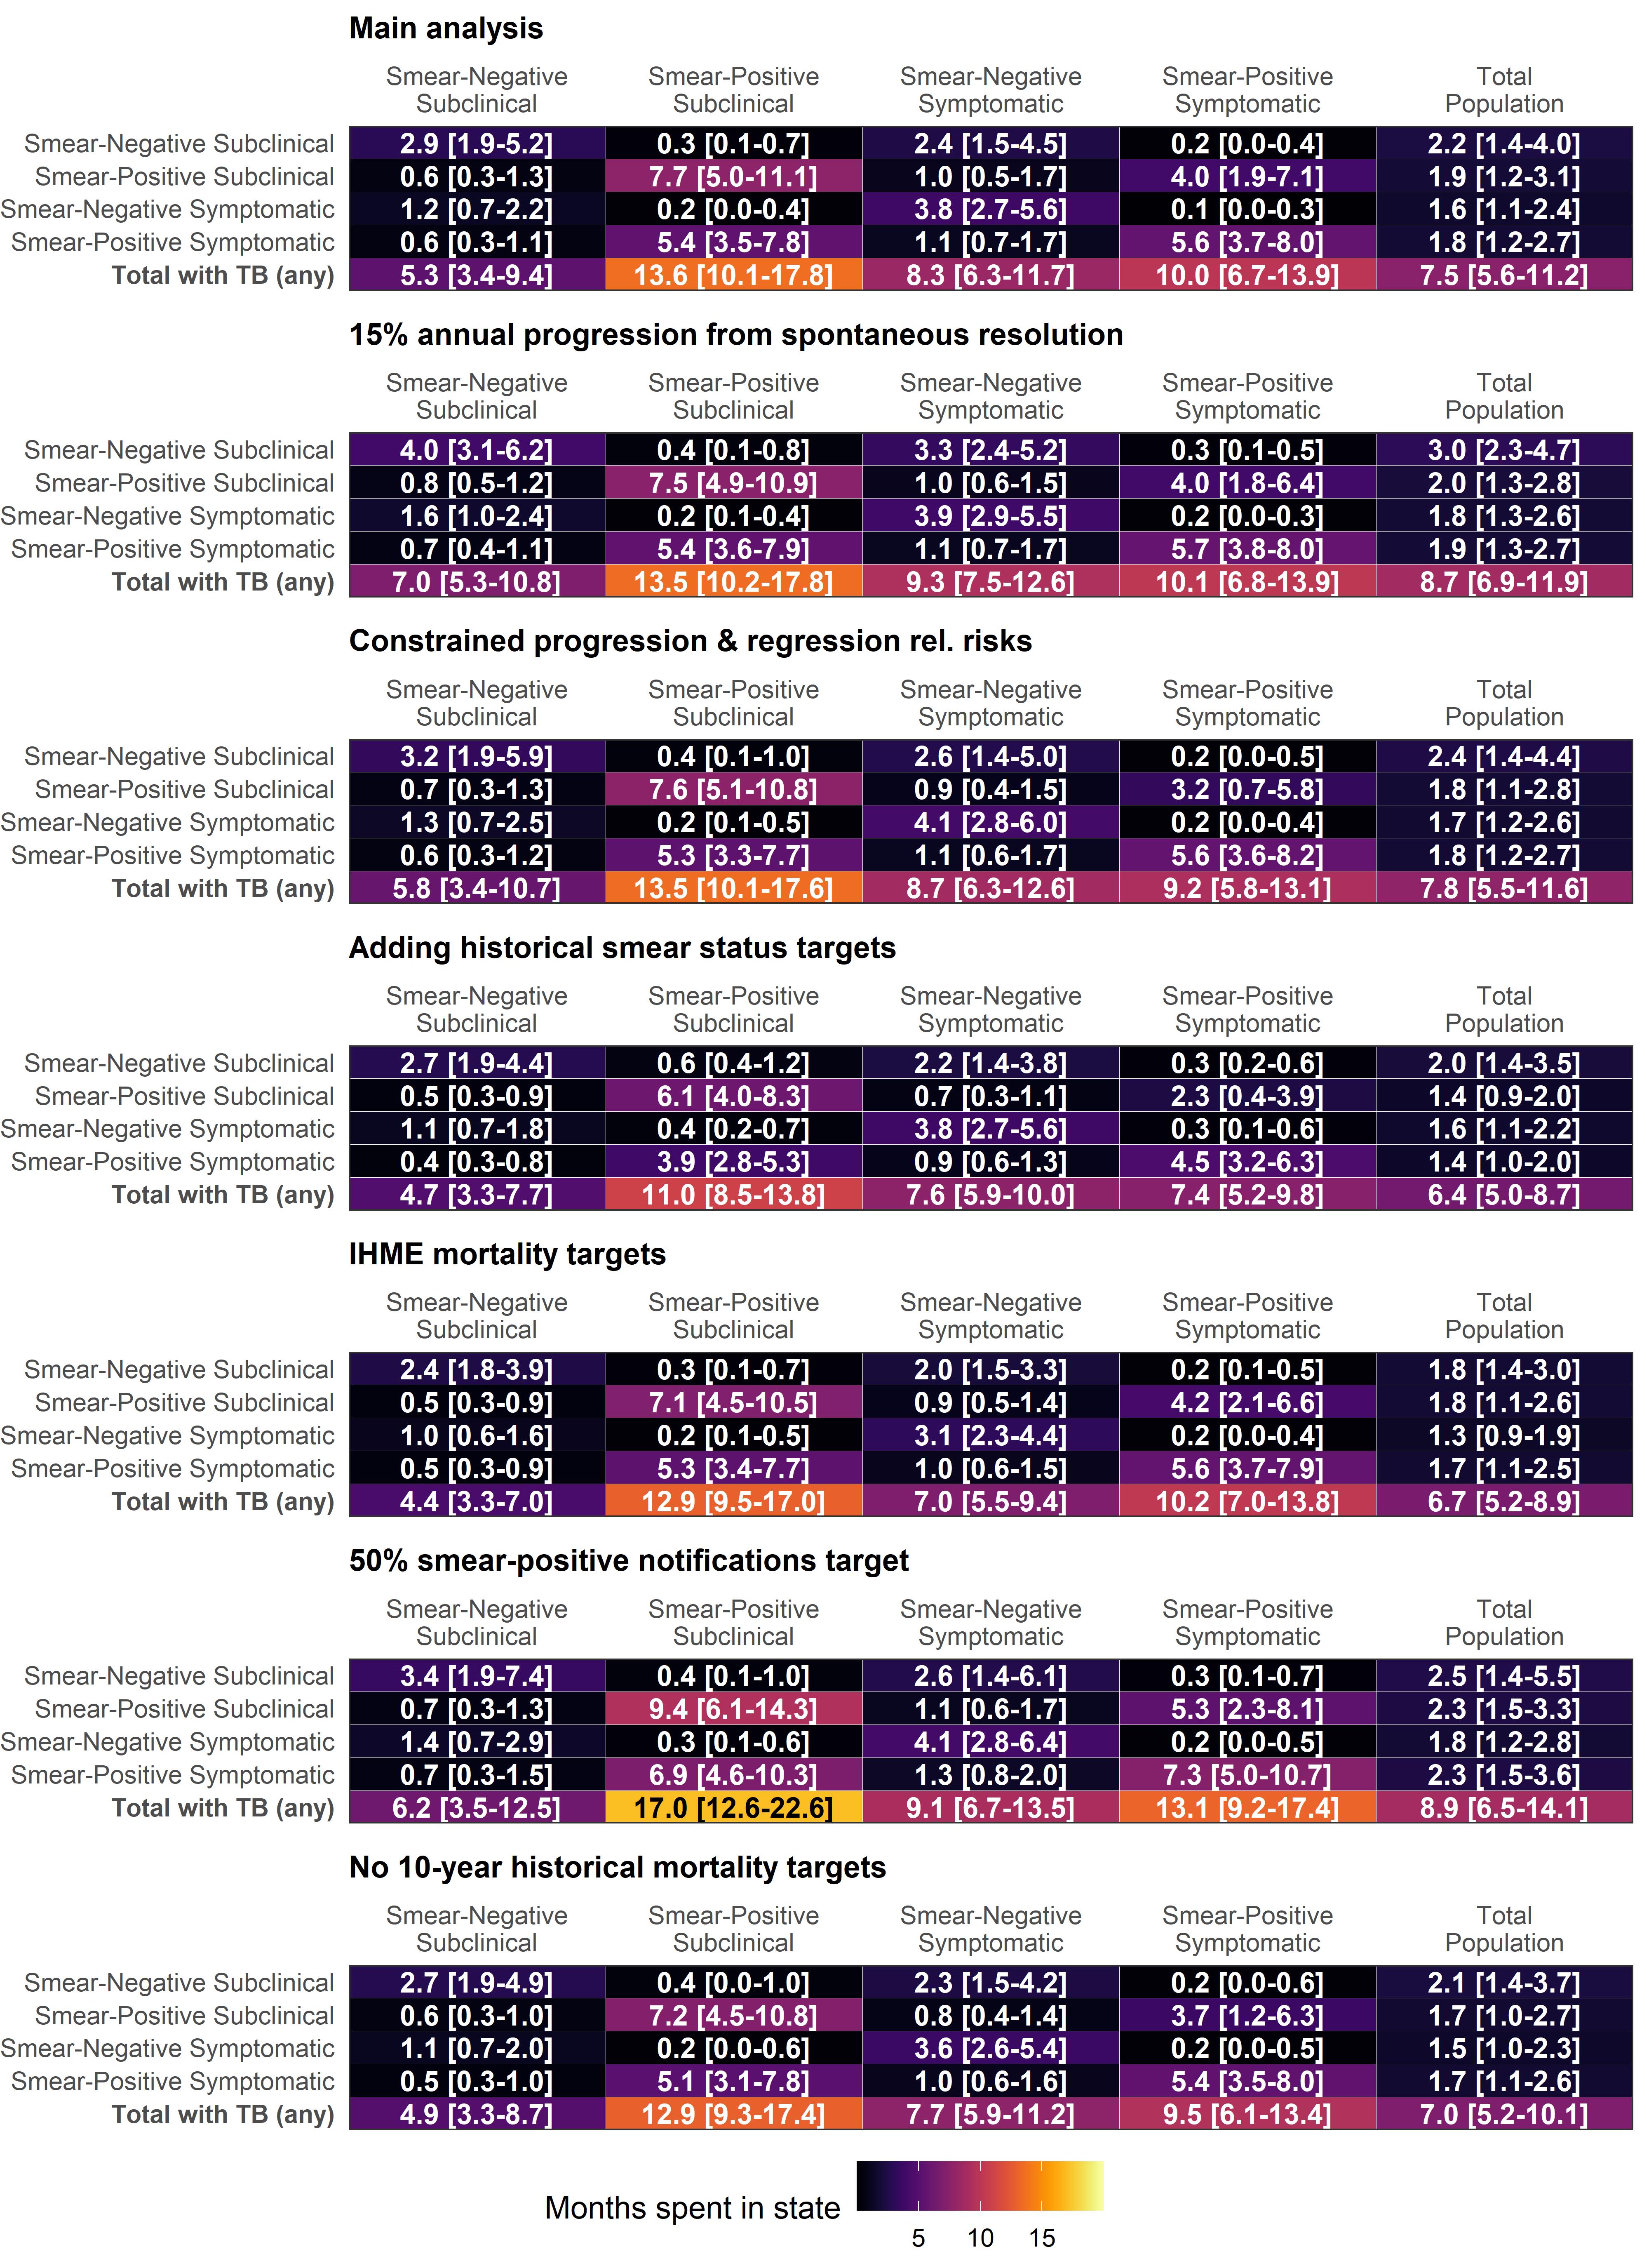 Main analysis
Smear-Negative Smear-Positive Smear-Negative Smear-Positive Total
Subclinical Subclinical Symptomatic Symptomatic Population
Smear-Negative Subclinical 2.9 [1.9-5.2] 0.3 [0.1-0.7] 2.4 [1.5-4.5] 0.2 [0.0-0.4] 2.2 [1.4-4.0]
Smear-Positive Subclinical 0.6 [0.3-1.3] 7.7 [5.0-11.1] 1.0 [0.5-1.7] 4.0 [1.9-7.1] 1.9 [1.2-3.1]
Smear-Negative Symptomatic 1.2 [0.7-2.2] 0.2 [0.0-0.4] 3.8 [2.7-5.6] 0.1 [0.0-0.3] 1.6 [1.1-2.4]
Smear-Positive Symptomatic 0.6 [0.3-1.1] 5.4 [3.5-7.8] 1.1 [0.7-1.7] 5.6 [3.7-8.0] 1.8 [1.2-2.7]
Total with TB (any) 5.3 [3.4-9.4] 13.6 [10.1-17.8] 8.3 [6.3-11.7] 10.0 [6.7-13.9] 7.5 [5.6-11.2]
15% annual progression from spontaneous resolution
Smear-Negative Smear-Positive Smear-Negative Smear-Positive Total
Subclinical Subclinical Symptomatic Symptomatic Population
Smear-Negative Subclinical 4.0 [3.1-6.2] 0.4 [0.1-0.8] 3.3 [2.4-5.2] 0.3 [0.1-0.5] 3.0 [2.3-4.7]
Smear-Positive Subclinical 0.8 [0.5-1.2] 7.5 [4.9-10.9] 1.0 [0.6-1.5] 4.0 [1.8-6.4] 2.0 [1.3-2.8]
Smear-Negative Symptomatic 1.6 [1.0-2.4] 0.2 [0.1-0.4] 3.9 [2.9-5.5] 0.2 [0.0-0.3] 1.8 [1.3-2.6]
Smear-Positive Symptomatic 0.7 [0.4-1.1] 5.4 [3.6-7.9] 1.1 [0.7-1.7] 5.7 [3.8-8.0] 1.9 [1.3-2.7]
Total with TB (any) 7.0 [5.3-10.8] 13.5 [10.2-17.8] 9.3 [7.5-12.6] 10.1 [6.8-13.9] 8.7 [6.9-11.9]
Constrained progression & regression rel. risks
Smear-Negative Smear-Positive Smear-Negative Smear-Positive Total
Subclinical Subclinical Symptomatic Symptomatic Population
Smear-Negative Subclinical 3.2 [1.9-5.9] 0.4 [0.1-1.0] 2.6 [1.4-5.0] 0.2 [0.0-0.5] 2.4 [1.4-4.4]
Smear-Positive Subclinical 0.7 [0.3-1.3] 7.6 [5.1-10.8] 0.9 [0.4-1.5] 3.2 [0.7-5.8] 1.8 [1.1-2.8]
Smear-Negative Symptomatic 1.3 [0.7-2.5] 0.2 [0.1-0.5] 4.1 [2.8-6.0] 0.2 [0.0-0.4] 1.7 [1.2-2.6]
Smear-Positive Symptomatic 0.6 [0.3-1.2] 5.3 [3.3-7.7] 1.1 [0.6-1.7] 5.6 [3.6-8.2] 1.8 [1.2-2.7]
Total with TB (any) 5.8 [3.4-10.7] 13.5 [10.1-17.6] 8.7 [6.3-12.6] 9.2 [5.8-13.1] 7.8 [5.5-11.6]
Adding historical smear status targets
Smear-Negative Smear-Positive Smear-Negative Smear-Positive Total
Subclinical Subclinical Symptomatic Symptomatic Population
Smear-Negative Subclinical 2.7 [1.9-4.4] 0.6 [0.4-1.2] 2.2 [1.4-3.8] 0.3 [0.2-0.6] 2.0 [1.4-3.5]
Smear-Positive Subclinical 0.5 [0.3-0.9] 6.1 [4.0-8.3] 0.7 [0.3-1.1] 2.3 [0.4-3.9] 1.4 [0.9-2.0]
Smear-Negative Symptomatic 1.1 [0.7-1.8] 0.4 [0.2-0.7] 3.8 [2.7-5.6] 0.3 [0.1-0.6] 1.6 [1.1-2.2]
Smear-Positive Symptomatic 0.4 [0.3-0.8] 3.9 [2.8-5.3] 0.9 [0.6-1.3] 4.5 [3.2-6.3] 1.4 [1.0-2.0]
Total with TB (any) 4.7 [3.3-7.7] 11.0 [8.5-13.8] 7.6 [5.9-10.0] 7.4 [5.2-9.8] 6.4 [5.0-8.7]
IHME mortality targets
Smear-Negative Smear-Positive Smear-Negative Smear-Positive Total
Subclinical Subclinical Symptomatic Symptomatic Population
Smear-Negative Subclinical 2.4 [1.8-3.9] 0.3 [0.1-0.7] 2.0 [1.5-3.3] 0.2 [0.1-0.5] 1.8 [1.4-3.0]
Smear-Positive Subclinical 0.5 [0.3-0.9] 7.1 [4.5-10.5] 0.9 [0.5-1.4] 4.2 [2.1-6.6] 1.8 [1.1-2.6]
Smear-Negative Symptomatic 1.0 [0.6-1.6] 0.2 [0.1-0.5] 3.1 [2.3-4.4] 0.2 [0.0-0.4] 1.3 [0.9-1.9]
Smear-Positive Symptomatic 0.5 [0.3-0.9] 5.3 [3.4-7.7] 1.0 [0.6-1.5] 5.6 [3.7-7.9] 1.7 [1.1-2.5]
Total with TB (any) 4.4 [3.3-7.0] 12.9 [9.5-17.0] 7.0 [5.5-9.4] 10.2 [7.0-13.8] 6.7 [5.2-8.9]
50% smear-positive notifications target
Smear-Negative Smear-Positive Smear-Negative Smear-Positive Total
Subclinical Subclinical Symptomatic Symptomatic Population
Smear-Negative Subclinical 3.4 [1.9-7.4] 0.4 [0.1-1.0] 2.6 [1.4-6.1] 0.3 [0.1-0.7] 2.5 [1.4-5.5]
Smear-Positive Subclinical 0.7 [0.3-1.3] 9.4 [6.1-14.3] 1.1 [0.6-1.7] 5.3 [2.3-8.1] 2.3 [1.5-3.3]
Smear-Negative Symptomatic 1.4 [0.7-2.9] 0.3 [0.1-0.6] 4.1 [2.8-6.4] 0.2 [0.0-0.5] 1.8 [1.2-2.8]
Smear-Positive Symptomatic 0.7 [0.3-1.5] 6.9 [4.6-10.3] 1.3 [0.8-2.0] 7.3 [5.0-10.7] 2.3 [1.5-3.6]
Total with TB (any) 6.2 [3.5-12.5] 17.0 [12.6-22.6] 9.1 [6.7-13.5] 13.1 [9.2-17.4] 8.9 [6.5-14.1]
No 10-year historical mortality targets
Smear-Negative Smear-Positive Smear-Negative Smear-Positive Total
Subclinical Subclinical Symptomatic Symptomatic Population
Smear-Negative Subclinical 2.7 [1.9-4.9] 0.4 [0.0-1.0] 2.3 [1.5-4.2] 0.2 [0.0-0.6] 2.1 [1.4-3.7]
Smear-Positive Subclinical 0.6 [0.3-1.0] 7.2 [4.5-10.8] 0.8 [0.4-1.4] 3.7 [1.2-6.3] 1.7 [1.0-2.7]
Smear-Negative Symptomatic 1.1 [0.7-2.0] 0.2 [0.0-0.6] 3.6 [2.6-5.4] 0.2 [0.0-0.5] 1.5 [1.0-2.3]
Smear-Positive Symptomatic 0.5 [0.3-1.0] 5.1 [3.1-7.8] 1.0 [0.6-1.6] 5.4 [3.5-8.0] 1.7 [1.1-2.6]
Total with TB (any) 4.9 [3.3-8.7] 12.9 [9.3-17.4] 7.7 [5.9-11.2] 9.5 [6.1-13.4] 7.0 [5.2-10.1]
Months spent in state
5 10 15